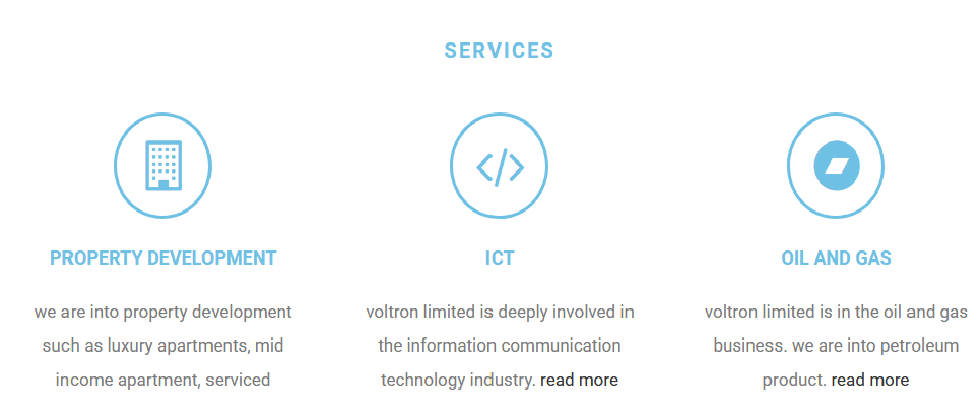 SERVICES
PROPERTY DEVELOPMENT
we are into property development
such as luxury apartments, mid
income apartment, serviced
ICT
voltron limited is deeply involved in
the information communication
technology industry. read more
OIL AND GAS
voltron limited is in the oil and gas
business. we are into petroleum
product. read more